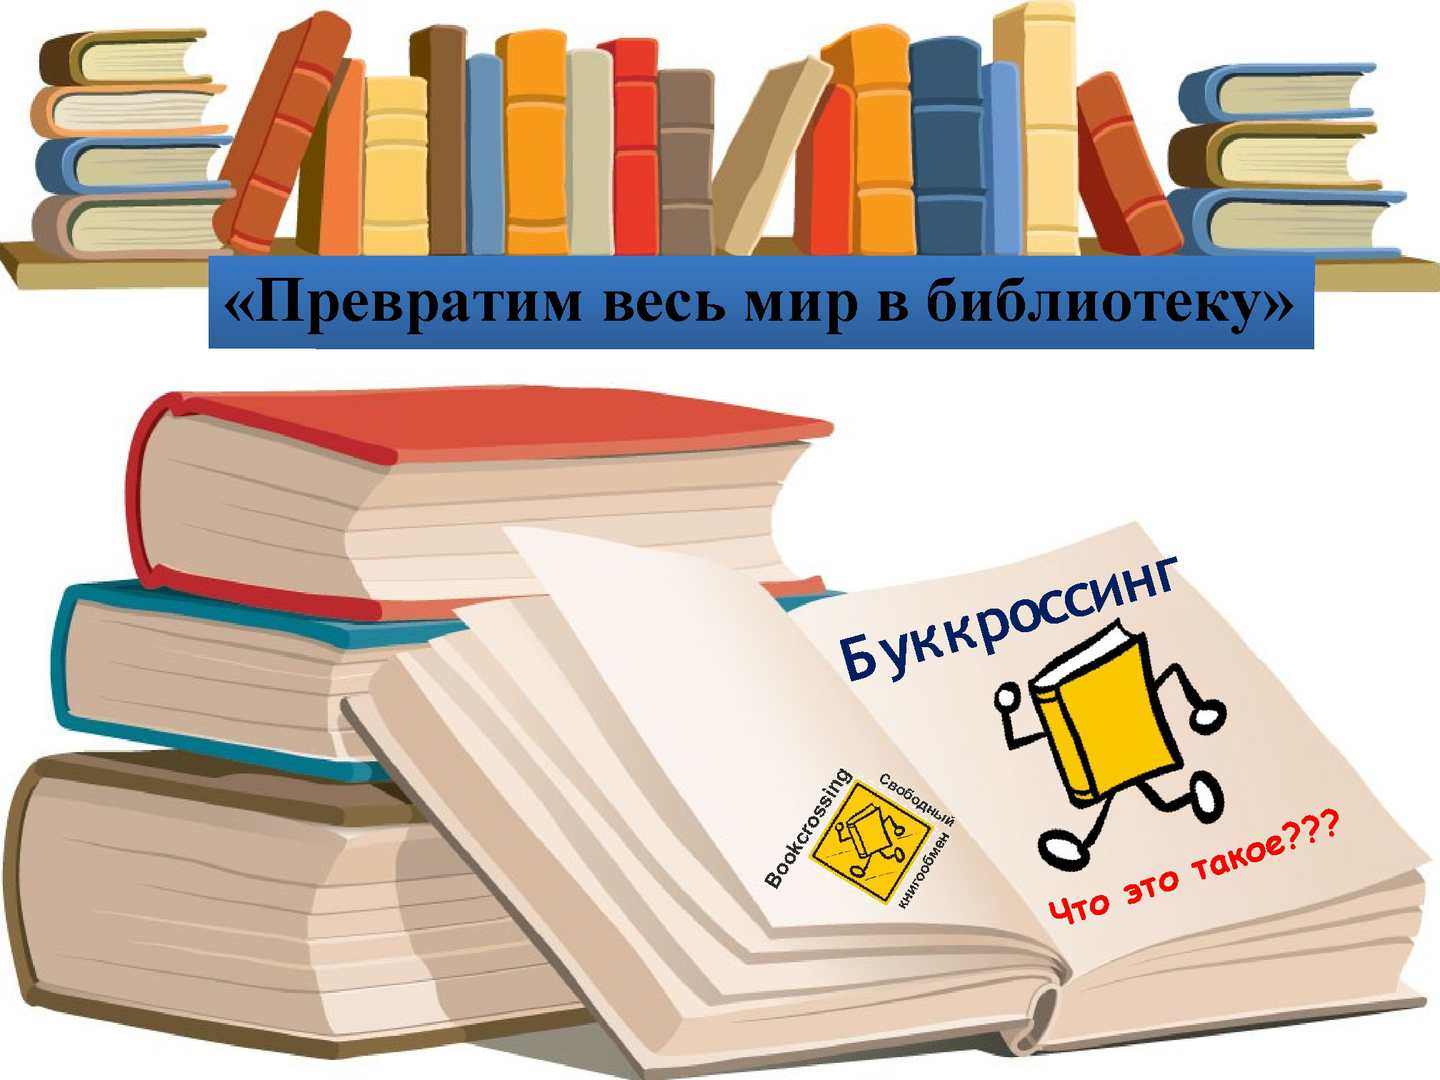 «Превратим весь мир в библиотеку»
Буккроссинг
Bookcrossing
Свободный
книгообмен
Что это такое???